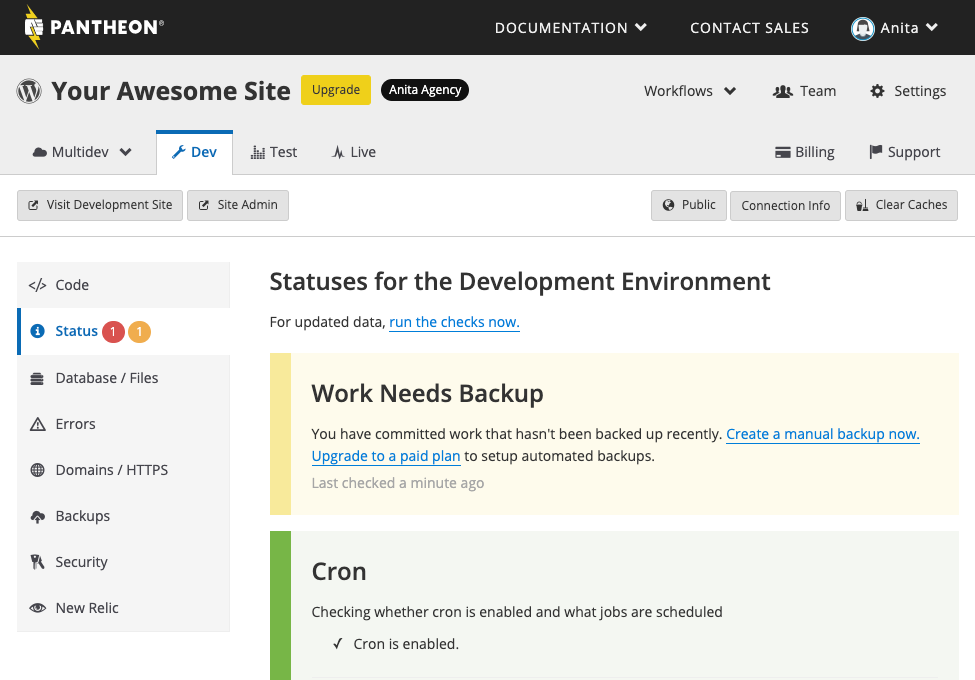 PANTHEON®
DOCUMENTATION
CONTACT SALES
Anita
Your Awesome Site
Upgrade
Anita Agency
Workflows
Team
Settings
Multidev
Dev
Test
Live
Billing
Support
Visit Development Site
Site Admin
Public
Connection Info
Clear Caches
</> Code
Status 1 1
Database / Files
Errors
Domains / HTTPS
Backups
Security
New Relic
Statuses for the Development Environment
For updated data, run the checks now.
Work Needs Backup
You have committed work that hasn't been backed up recently. Create a manual backup now.
Upgrade to a paid plan to setup automated backups.
Last checked a minute ago
Cron
Checking whether cron is enabled and what jobs are scheduled
✓ Cron is enabled.